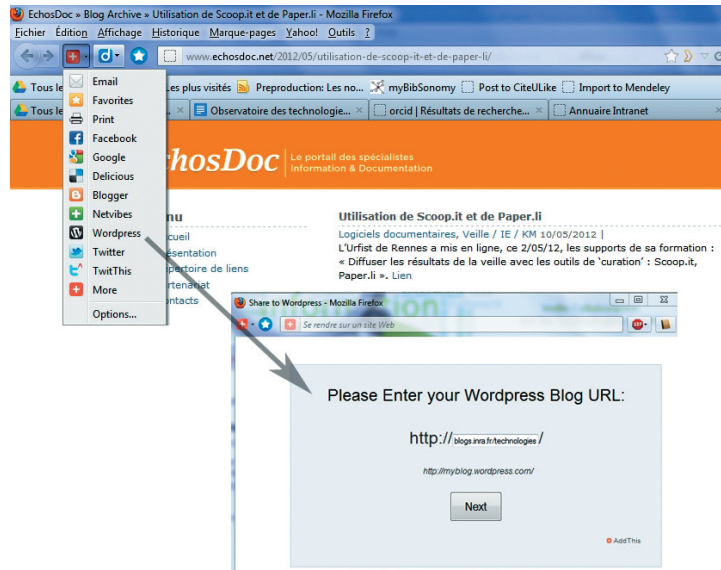 EchosDoc » Blog Archive » Utilisation de Scoop.it et de Paper.li - Mozilla Firefox
Fichier Édition Affichage Historique Marque-pages Yahoo! Outils ?
www.echosdoc.net/2012/05/utilisation-de-scoop-it-et-de-paper-li/
Tous le
es plus visités Preproduction: Les no... myBibSonomy Post to CiteULike Import to Mendeley
Tous le
Observatoire des technologie... × orcid | Résultats de recherche... × Annuaire Intranet ×
Email
Favorites
Print
Facebook
Google
Delicious
Blogger
Netvibes
Wordpress
Twitter
TwitThis
More
Options...
hosDoc
Le portail des spécialistes
Information & Documentation
nu
cueil
ésentation
pertoire de liens
rtenariat
ntacts
Utilisation de Scoop.it et de Paper.li
Logiciels documentaires, Veille / IE / KM 10/05/2012 |
L'Urfist de Rennes a mis en ligne, ce 2/05/12, les supports de sa formation :
« Diffuser les résultats de la veille avec les outils de 'curation' : Scoop.it,
Paper.li ». Lien
Share to Wordpress - Mozilla Firefox
Se rendre sur un site Web
ABP
Please Enter your Wordpress Blog URL:
http:// blogs.inra.fr/technologies /
http://myblog.wordpress.com/
Next
AddThis